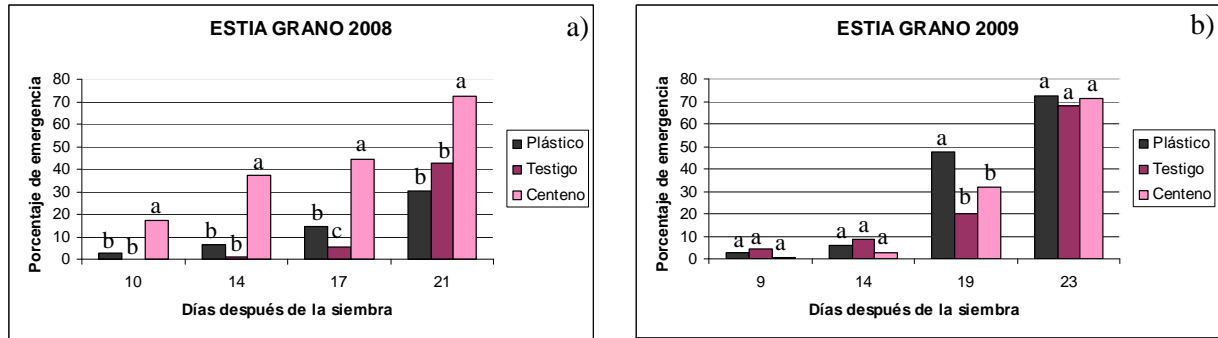 ESTIA GRANO 2008
a)
Porcentaje de emergencia
80
70
60
50
40
30
20
10
0
b b a
b b a
b c a
b b a
10 14 17 21
Días después de la siembra
Plástico
Testigo
Centeno
ESTIA GRANO 2009
b)
Porcentaje de emergencia
80
70
60
50
40
30
20
10
0
a a a
a a a
a b b
a a a
9 14 19 23
Días después de la siembra
Plástico
Testigo
Centeno